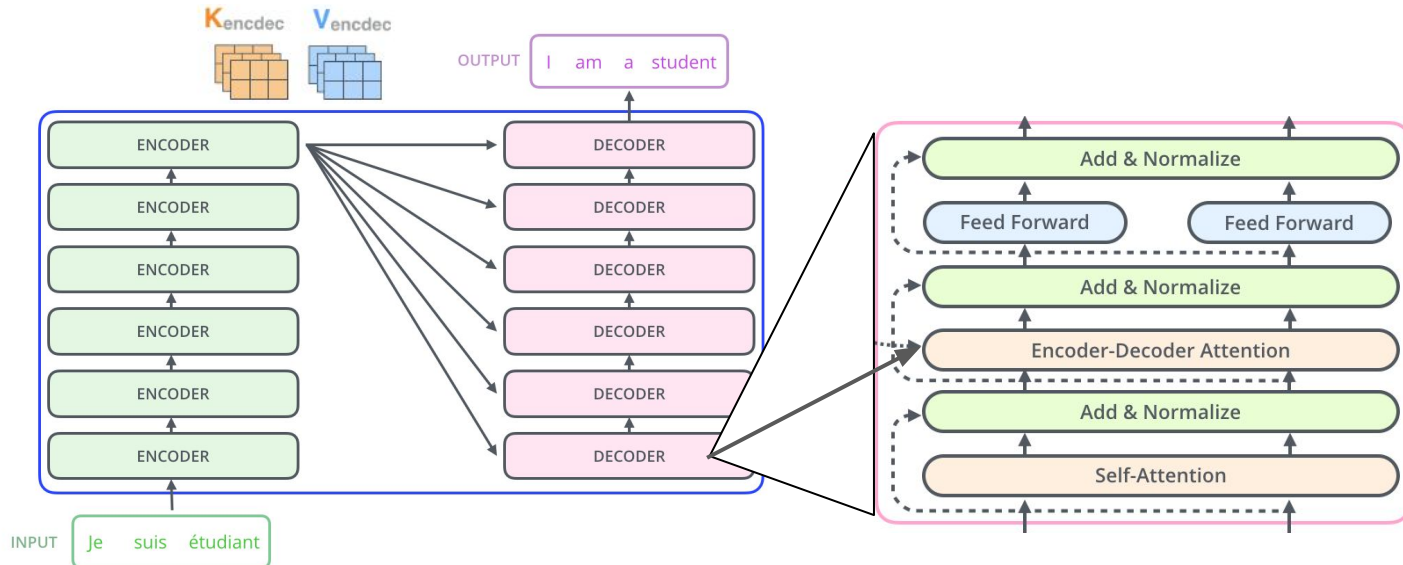 Kencdec Vencdec
OUTPUT I am a student
ENCODER DECODER
ENCODER DECODER
ENCODER DECODER
ENCODER DECODER
ENCODER DECODER
ENCODER DECODER
INPUT Je suis étudiant
Add & Normalize
Feed Forward Feed Forward
Add & Normalize
Encoder-Decoder Attention
Add & Normalize
Self-Attention